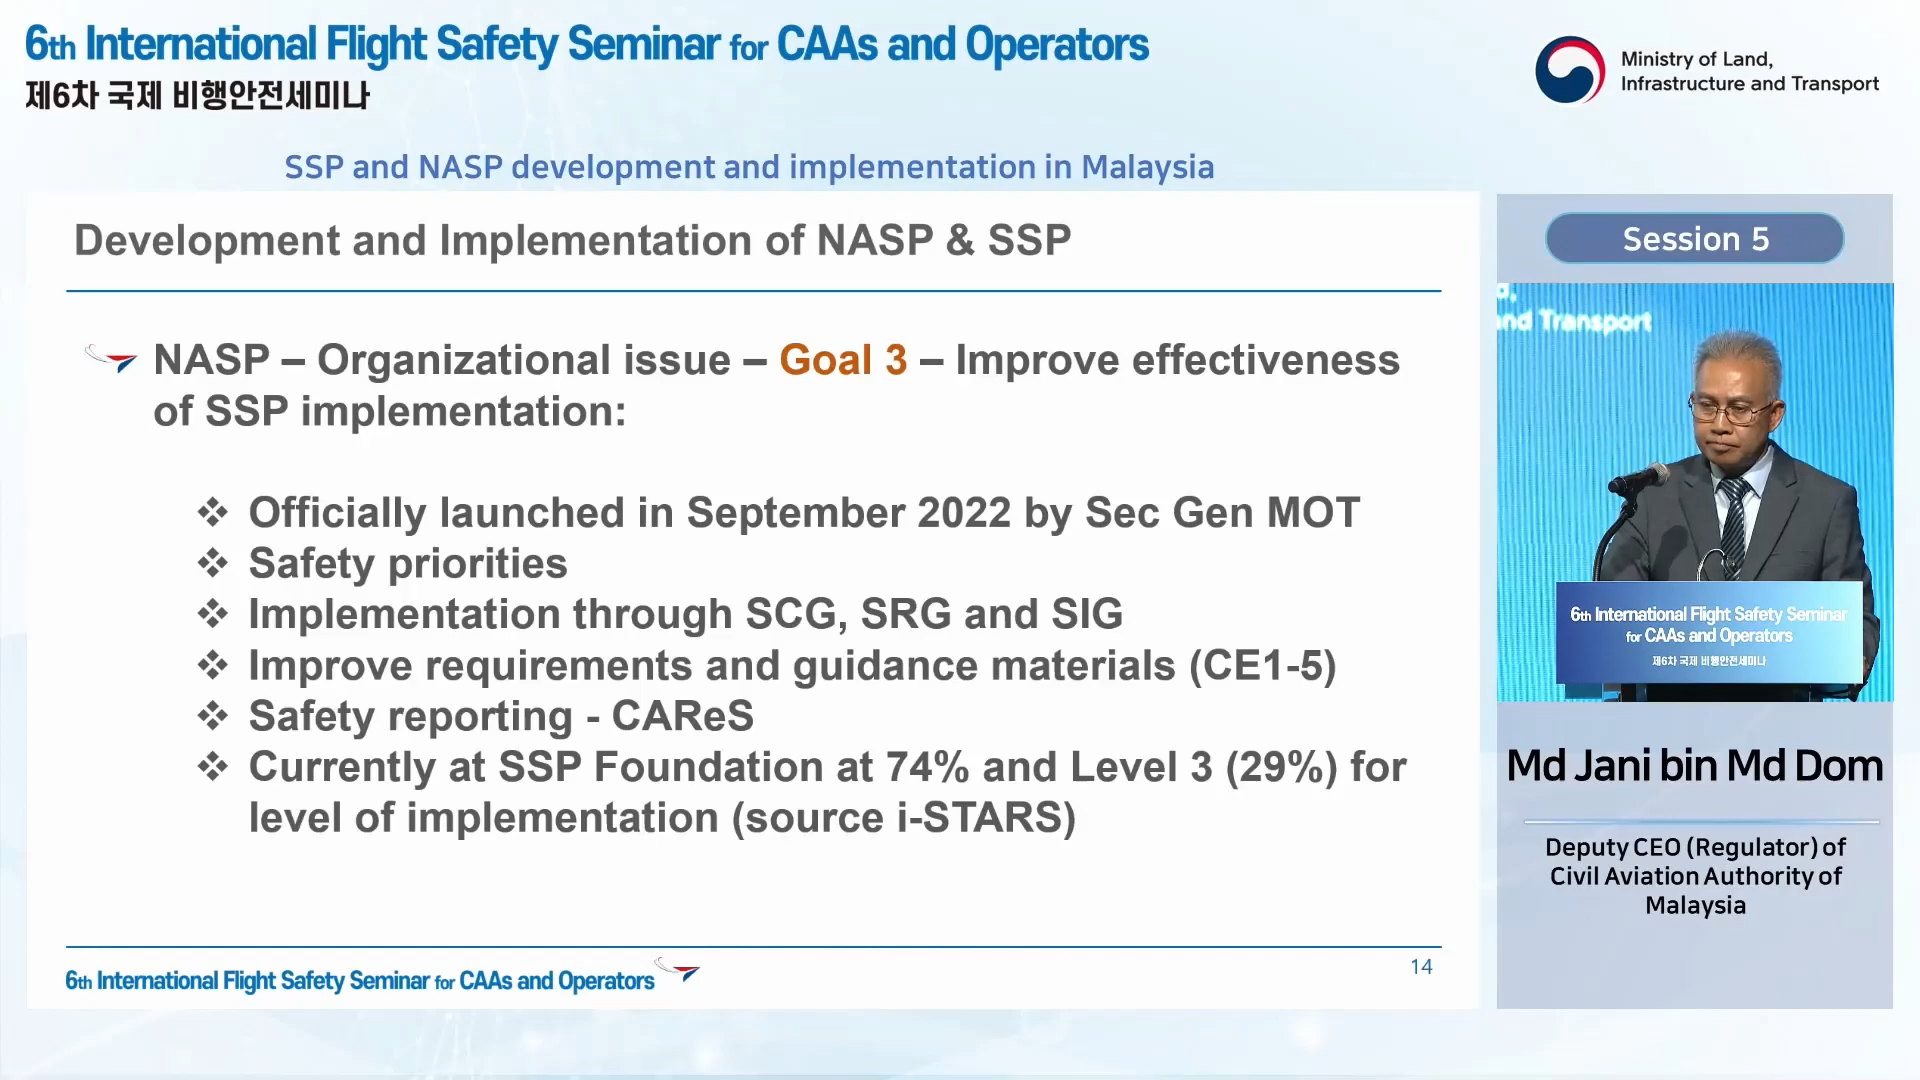 6th International Flight Safety Seminar for CAAs and Operators
제6차 국제 비행안전세미나
Ministry of Land,
Infrastructure and Transport
SSP and NASP development and implementation in Malaysia
Development and Implementation of NASP & SSP
NASP – Organizational issue – Goal 3 – Improve effectiveness
of SSP implementation:
❖ Officially launched in September 2022 by Sec Gen MOT
❖ Safety priorities
❖ Implementation through SCG, SRG and SIG
❖ Improve requirements and guidance materials (CE1-5)
❖ Safety reporting - CAReS
❖ Currently at SSP Foundation at 74% and Level 3 (29%) for
level of implementation (source i-STARS)
6th International Flight Safety Seminar for CAAs and Operators
14
Session 5
d,
nd Transport
6th International Flight Safety Seminar
for CAAs and Operators
제6차 국제 비행안전세미나
Md Jani bin Md Dom
Deputy CEO (Regulator) of
Civil Aviation Authority of
Malaysia